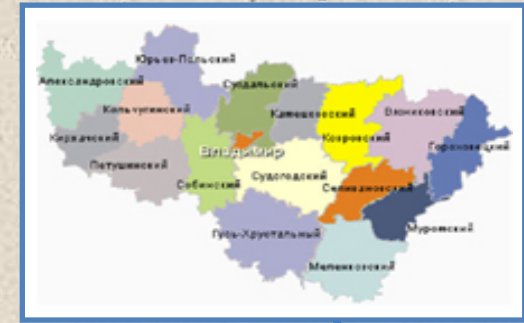 Юрьев-Польский
Александровский
Суздальский
Кольчугинский
Камешковский
Вязниковский
Ковровский
Киржачский
Гороховецкий
Владимир
Петушинский
Судогодский
Собинский
Селивановский
Гусь-Хрустальный
Муромский
Меленковский